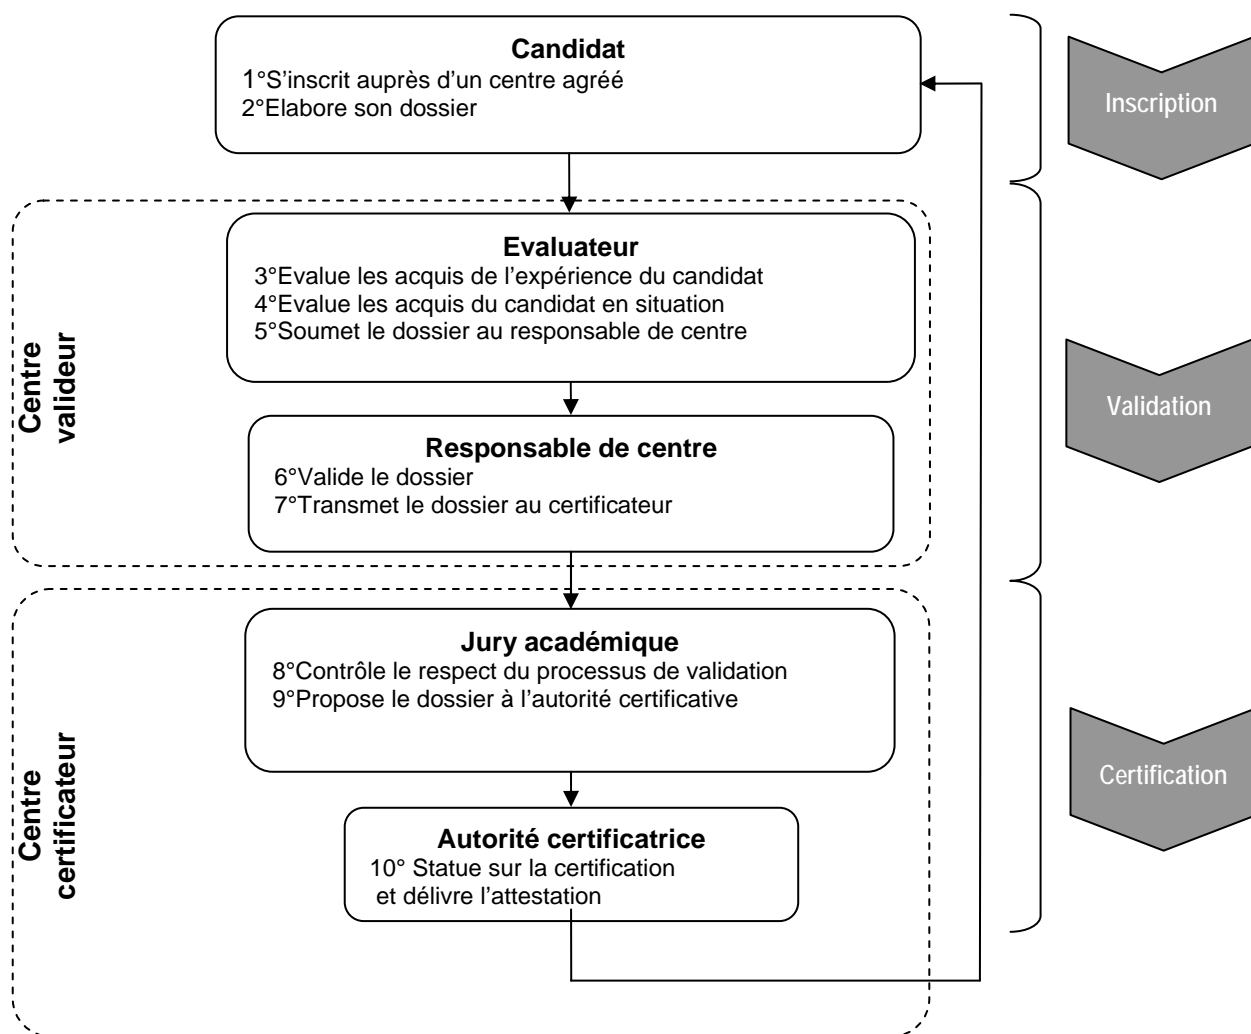 Candidat
1°S’inscrit auprès d’un centre agréé
2°Elabore son dossier
Inscription
Centre
valideur
Evaluateur
3°Evalue les acquis de l’expérience du candidat
4°Evalue les acquis du candidat en situation
5°Soumet le dossier au responsable de centre
Validation
Responsable de centre
6°Valide le dossier
7°Transmet le dossier au certificateur
Centre
certificateur
Jury académique
8°Contrôle le respect du processus de validation
9°Propose le dossier à l’autorité certificative
Certification
Autorité certificatrice
10° Statue sur la certification
et délivre l’attestation